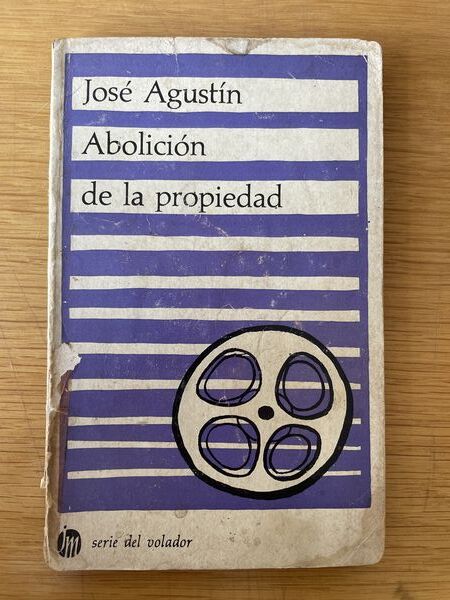 José Agustín
Abolición
de la propiedad
jm serie del volador